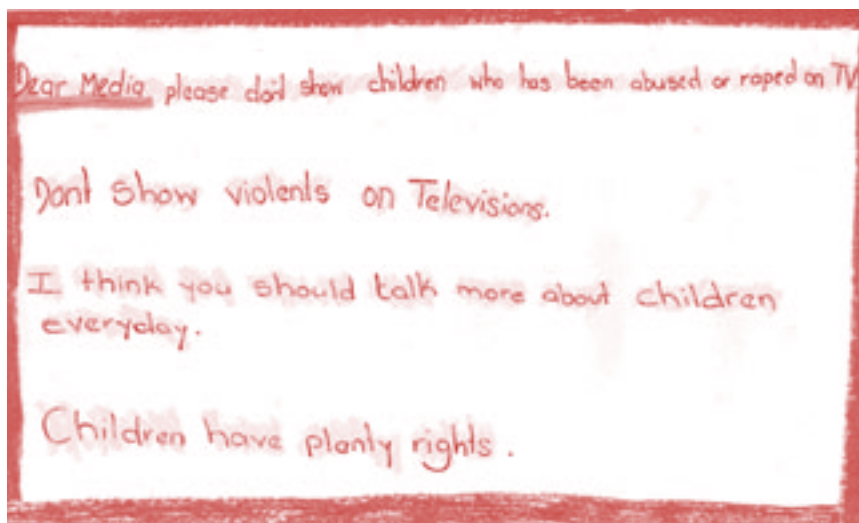 Dear Media please don't show children who has been abused or raped on TV
Dont show violents on Televisions.
I think you should talk more about children
everyday.
Children have planty rights.